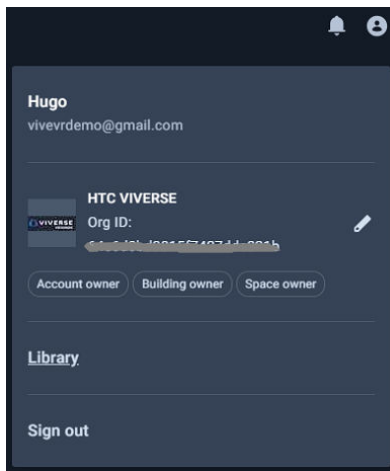 Hugo
vivevrdemo@gmail.com
HTC VIVERSE
VIVERSE
Org ID:
Account owner
Building owner
Space owner
Library
Sign out